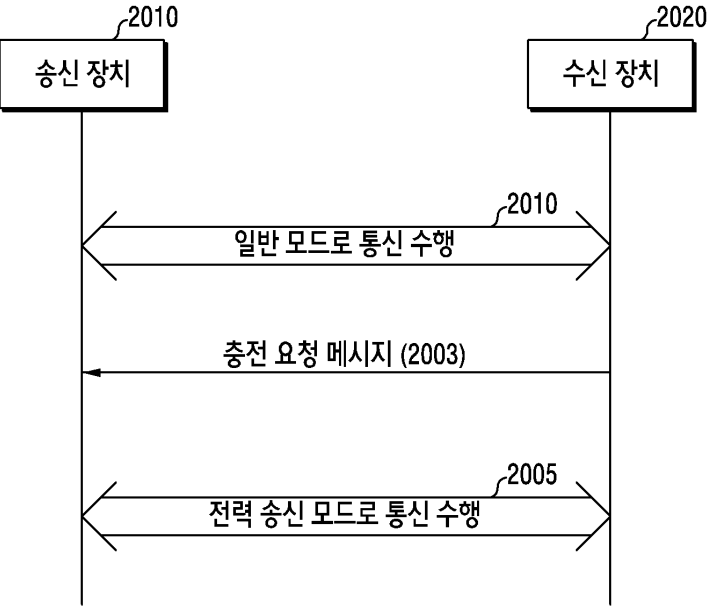 2010
2020
송신 장치
수신 장치
2010
일반 모드로 통신 수행
충전 요청 메시지 (2003)
2005
전력 송신 모드로 통신 수행